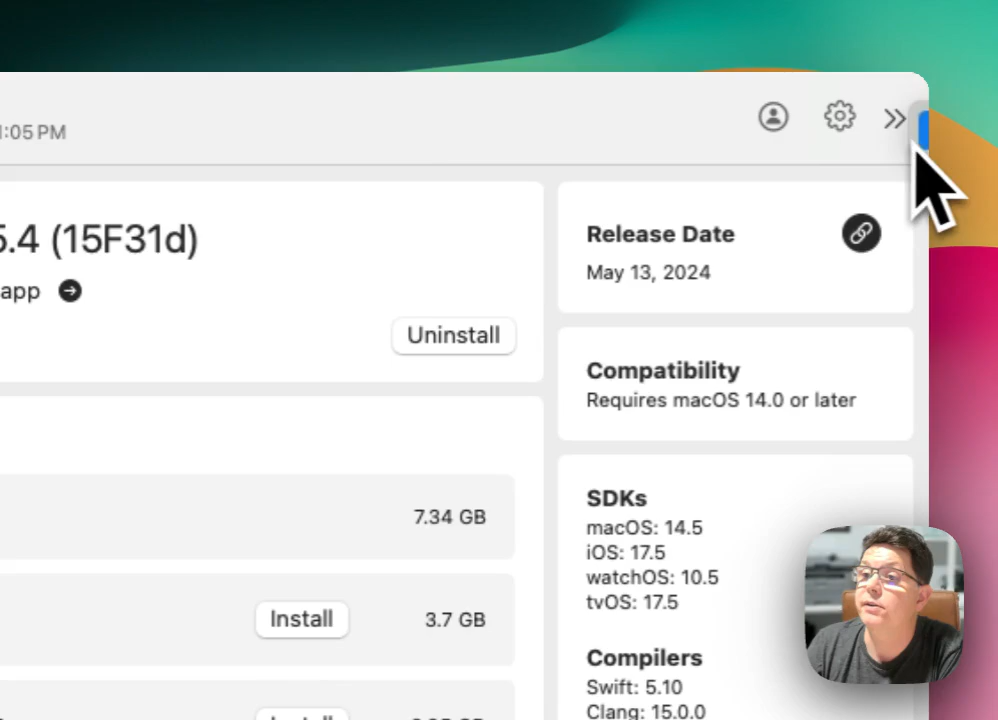 1:05 PM
5.4 (15F31d)
app
Uninstall
Release Date
May 13, 2024
Compatibility
Requires macOS 14.0 or later
7.34 GB
Install
3.7 GB
SDKs
macOS: 14.5
iOS: 17.5
watchOS: 10.5
tvOS: 17.5
Compilers
Swift: 5.10
Clang: 15.0.0